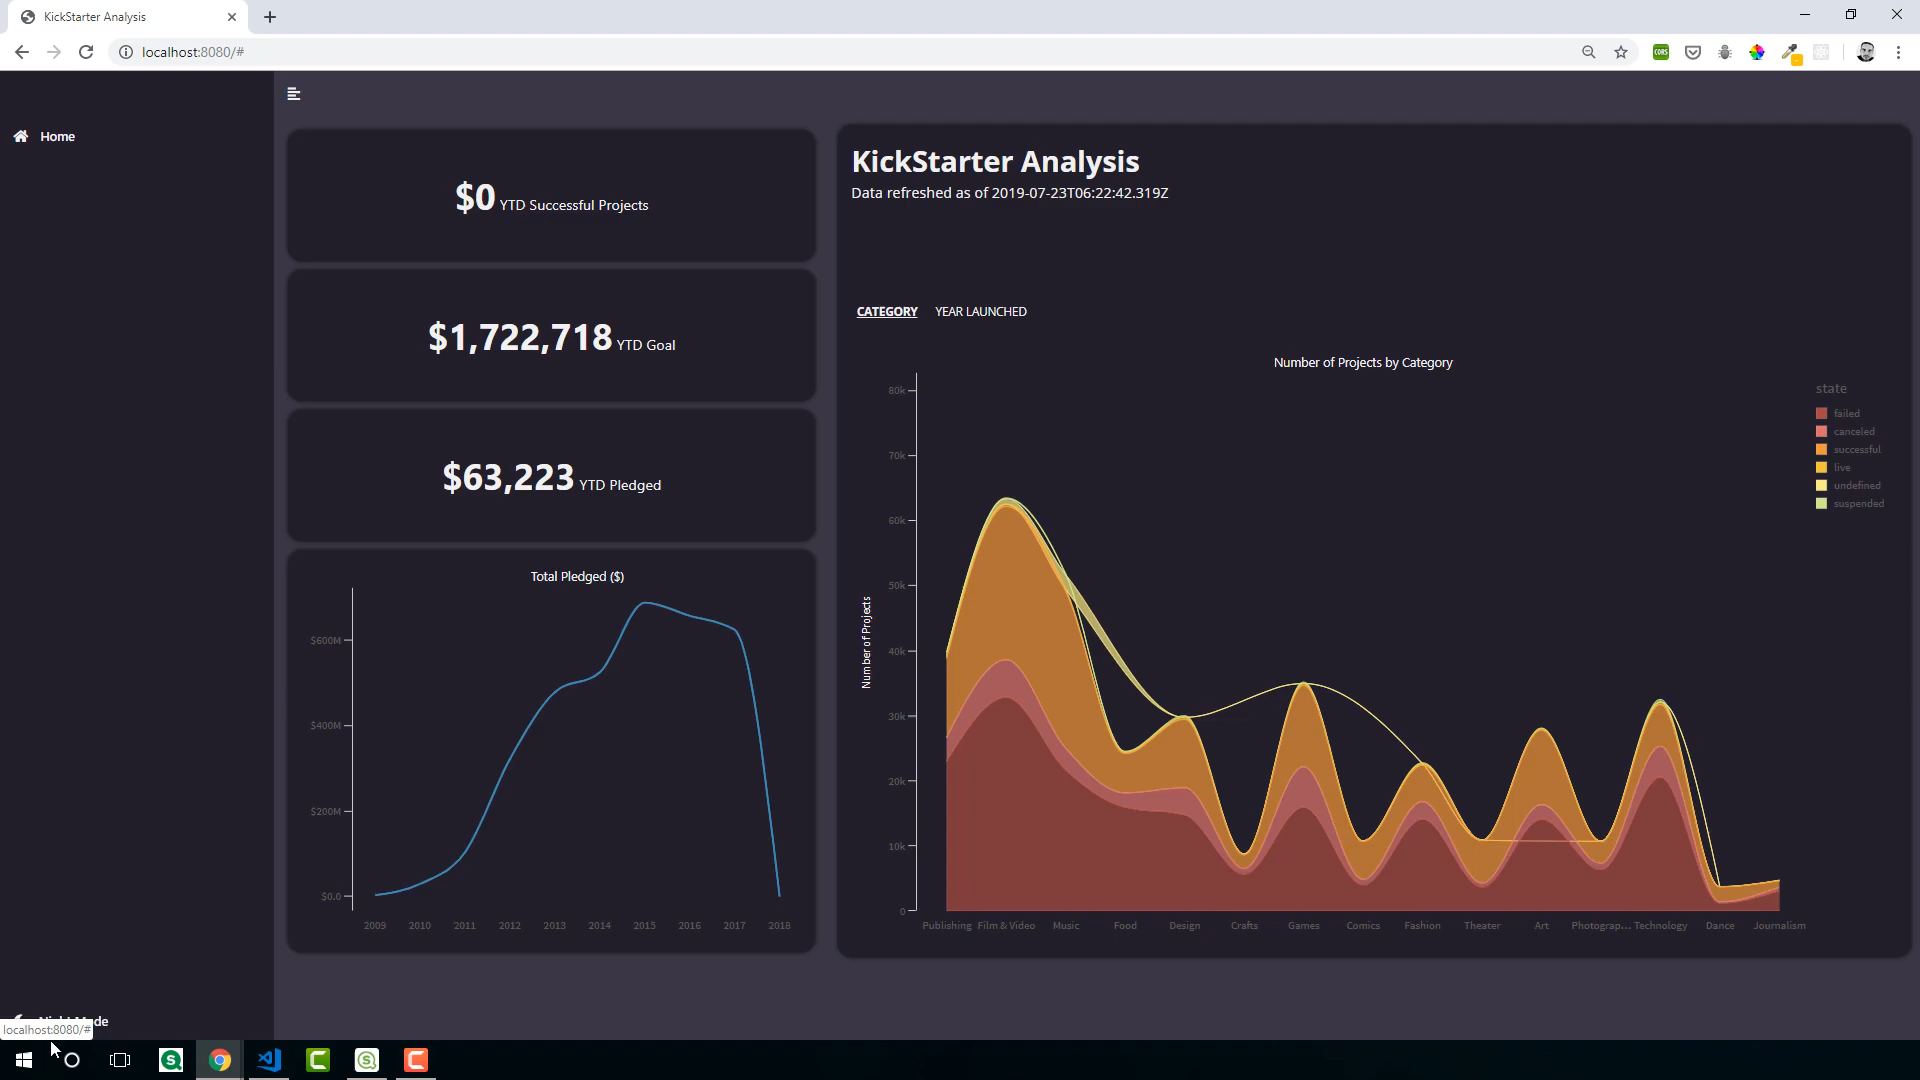 KickStarter Analysis
localhost:8080/#
CORS
Home
$0 YTD Successful Projects
$1,722,718 YTD Goal
$63,223 YTD Pledged
Total Pledged ($)
$600M
$400M
$200M
$0.0
2009 2010 2011 2012 2013 2014 2015 2016 2017 2018
KickStarter Analysis
Data refreshed as of 2019-07-23T06:22:42.319Z
CATEGORY YEAR LAUNCHED
Number of Projects by Category
Number of Projects
80k
70k
60k
50k
40k
30k
20k
10k
0
Publishing Film & Video Music Food Design Crafts Games Comics Fashion Theater Art Photograp... Technology Dance Journalism
state
failed
canceled
successful
live
undefined
suspended
Night Mode
localhost:8080/#